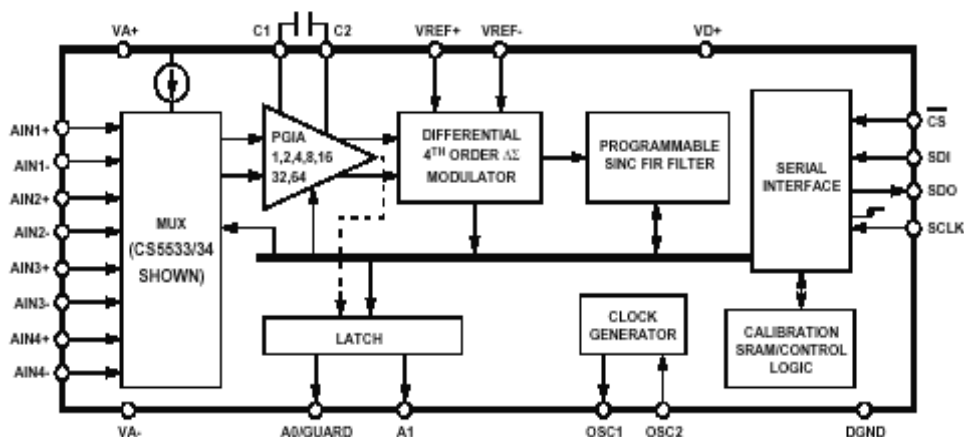 VA+
C1
C2
VREF+
VREF-
VD+
AIN1+
AIN1-
AIN2+
AIN2-
AIN3+
AIN3-
AIN4+
AIN4-
MUX
(CS5533/34
SHOWN)
PGIA
1,2,4,8,16
32,64
DIFFERENTIAL
4TH ORDER ΔΣ
MODULATOR
PROGRAMMABLE
SINC FIR FILTER
SERIAL
INTERFACE
CS
SDI
SDO
SCLK
LATCH
CLOCK
GENERATOR
CALIBRATION
SRAM/CONTROL
LOGIC
VA-
A0/GUARD
A1
OSC1
OSC2
DGND